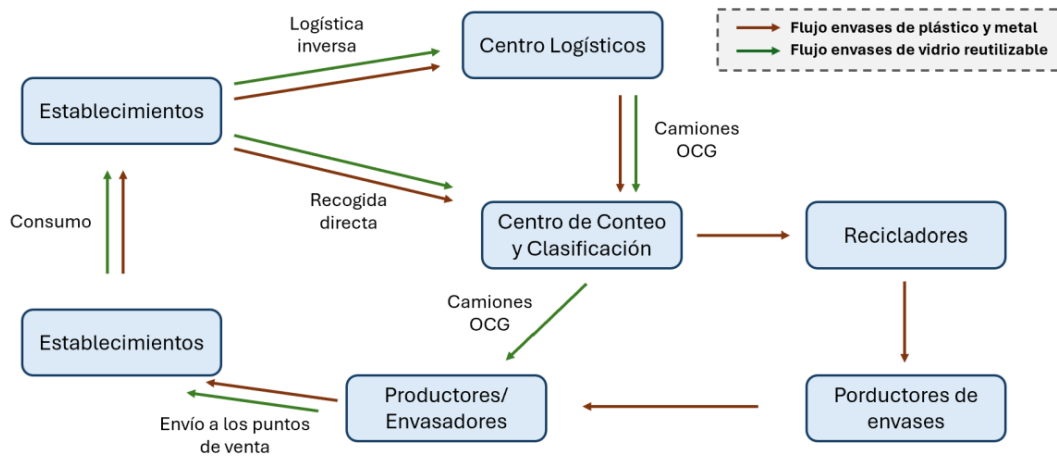 Logística
inversa
Centro Logísticos
Flujo envases de plástico y metal
Flujo envases de vidrio reutilizable
Establecimientos
Camiones
OCG
Recogida
directa
Consumo
Centro de Conteo
y Clasificación
Recicladores
Camiones
OCG
Establecimientos
Productores/
Envasadores
Porductores de
envases
Envío a los puntos
de venta